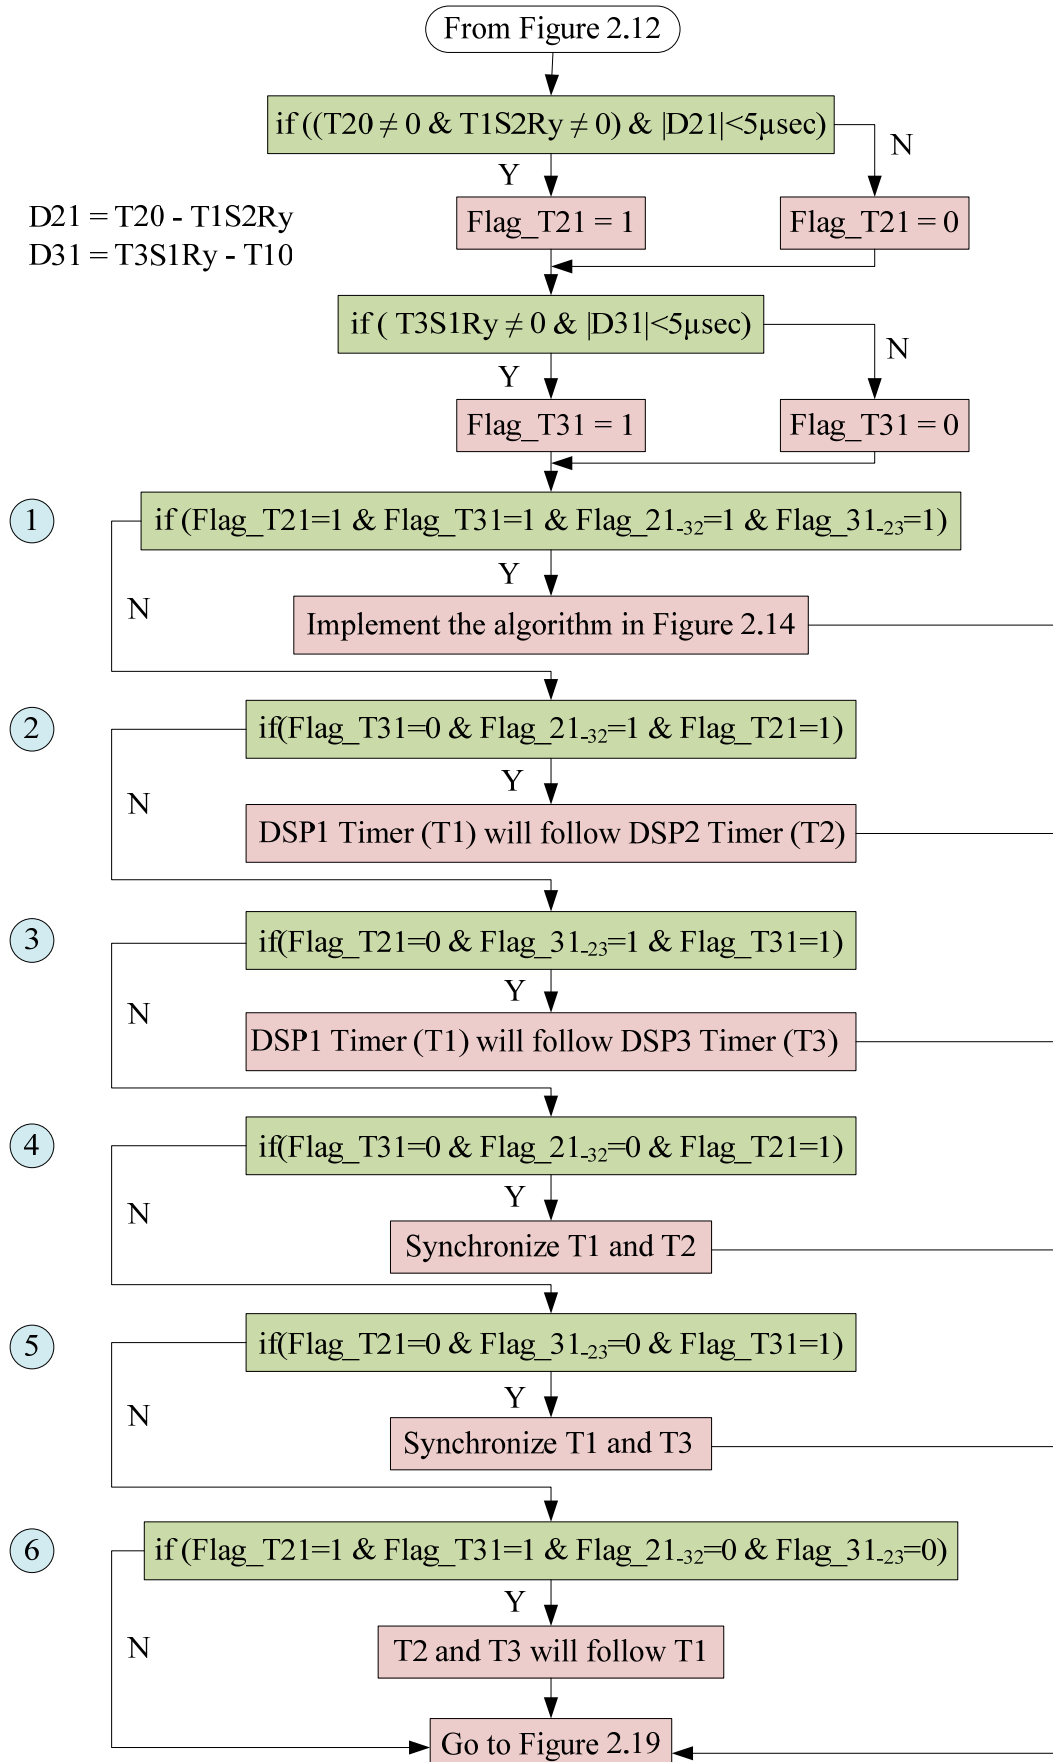 From Figure 2.12
if ((T20 ≠ 0 & T1S2Ry ≠ 0) & |D21|<5μsec)
N
Y
D21 = T20 - T1S2Ry
D31 = T3S1Ry - T10
Flag_T21 = 1
Flag_T21 = 0
if ( T3S1Ry ≠ 0 & |D31|<5μsec)
N
Y
Flag_T31 = 1
Flag_T31 = 0
1
if (Flag_T21=1 & Flag_T31=1 & Flag_21-32=1 & Flag_31-23=1)
Y
N
Implement the algorithm in Figure 2.14
2
if(Flag_T31=0 & Flag_21-32=1 & Flag_T21=1)
Y
N
DSP1 Timer (T1) will follow DSP2 Timer (T2)
3
if(Flag_T21=0 & Flag_31-23=1 & Flag_T31=1)
Y
N
DSP1 Timer (T1) will follow DSP3 Timer (T3)
4
if(Flag_T31=0 & Flag_21-32=0 & Flag_T21=1)
Y
N
Synchronize T1 and T2
5
if(Flag_T21=0 & Flag_31-23=0 & Flag_T31=1)
Y
N
Synchronize T1 and T3
6
if (Flag_T21=1 & Flag_T31=1 & Flag_21-32=0 & Flag_31-23=0)
Y
N
T2 and T3 will follow T1
Go to Figure 2.19